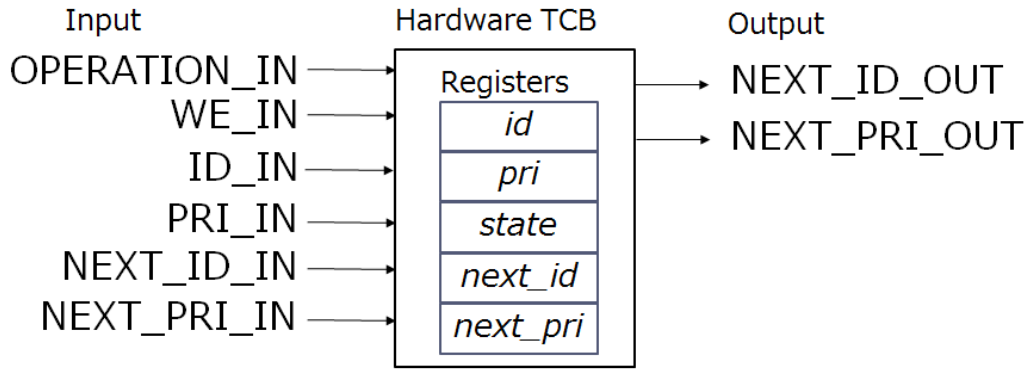 Input
Hardware TCB
Output
OPERATION_IN
WE_IN
ID_IN
PRI_IN
NEXT_ID_IN
NEXT_PRI_IN
Registers
id
pri
state
next_id
next_pri
NEXT_ID_OUT
NEXT_PRI_OUT